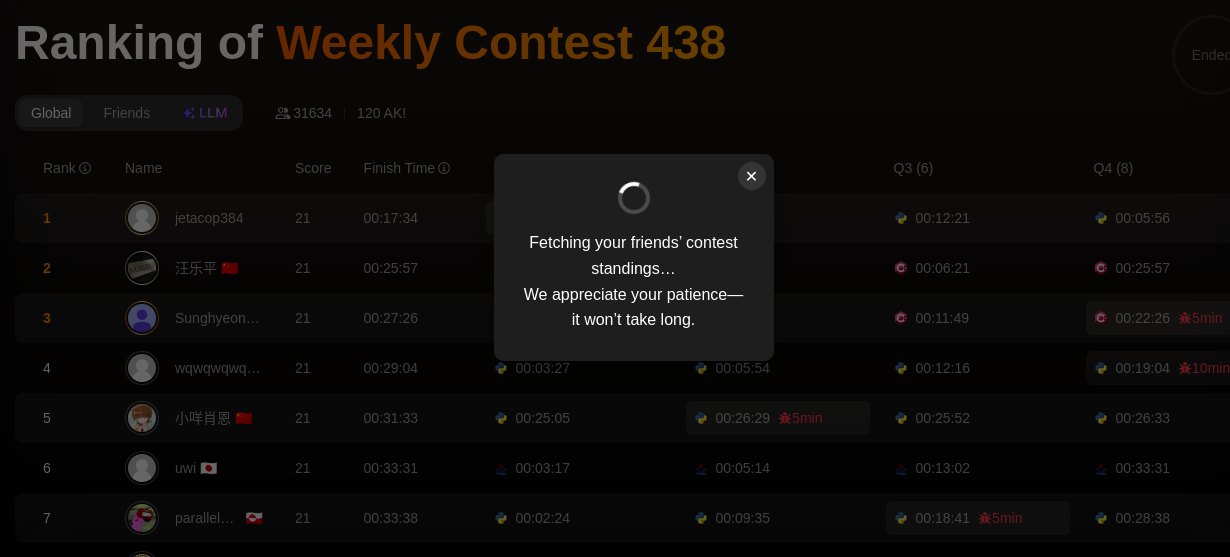 Ranking of Weekly Contest 438
Ended
Global Friends LLM 31634 120 AK!
Rank Name Score Finish Time Q3 (6) Q4 (8)
1 jetacop384 21 00:17:34 00:12:21 00:05:56
2 汪乐平 21 00:25:57 00:06:21 00:25:57
3 Sunghyeon… 21 00:27:26 00:11:49 00:22:26 5min
4 wqwqwqwq… 21 00:29:04 00:03:27 00:05:54 00:12:16 00:19:04 10min
5 小咩肖恩 21 00:31:33 00:25:05 00:26:29 5min 00:25:52 00:26:33
6 uwi 21 00:33:31 00:03:17 00:05:14 00:13:02 00:33:31
7 parallel… 21 00:33:38 00:02:24 00:09:35 00:18:41 5min 00:28:38
Fetching your friends’ contest
standings…
We appreciate your patience—
it won’t take long.